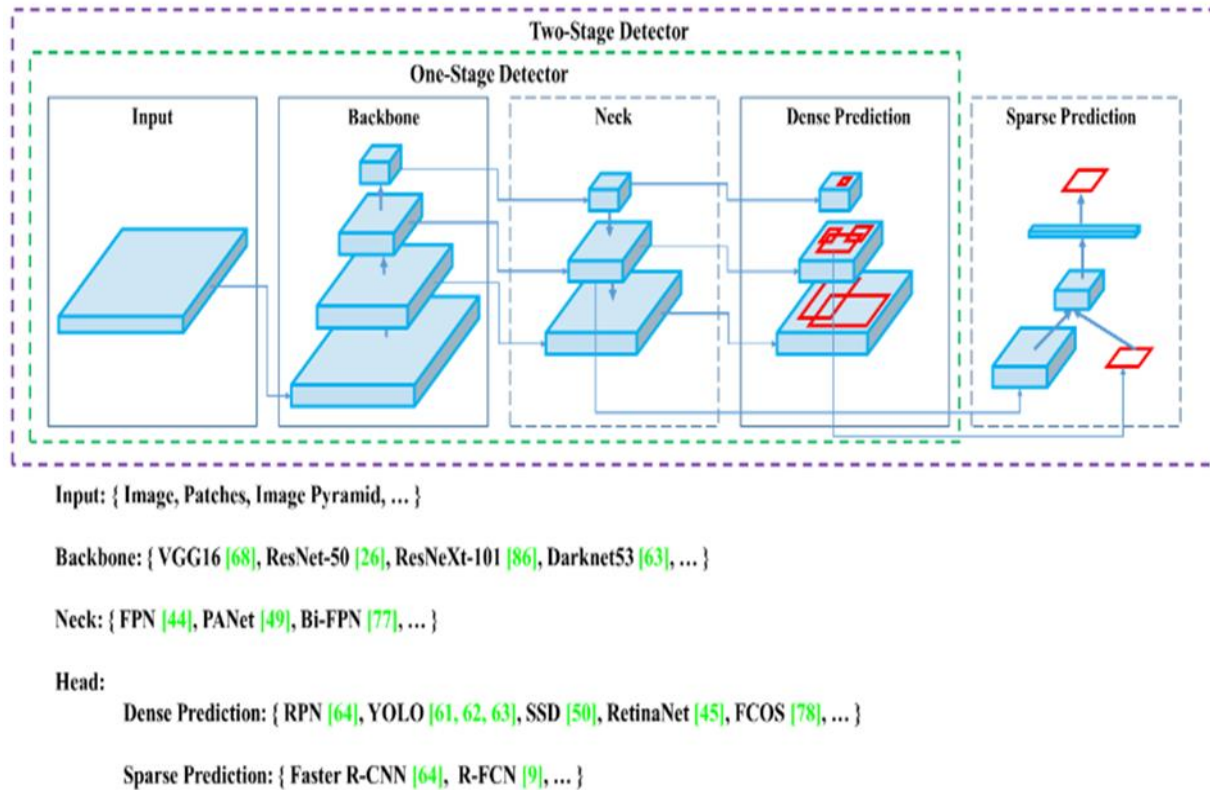 Two-Stage Detector
One-Stage Detector
Input
Backbone
Neck
Dense Prediction
Sparse Prediction
Input: { Image, Patches, Image Pyramid, … }
Backbone: { VGG16 [68], ResNet-50 [26], ResNeXt-101 [86], Darknet53 [63], … }
Neck: { FPN [44], PANet [49], Bi-FPN [77], … }
Head:
Dense Prediction: { RPN [64], YOLO [61, 62, 63], SSD [50], RetinaNet [45], FCOS [78], … }
Sparse Prediction: { Faster R-CNN [64], R-FCN [9], … }